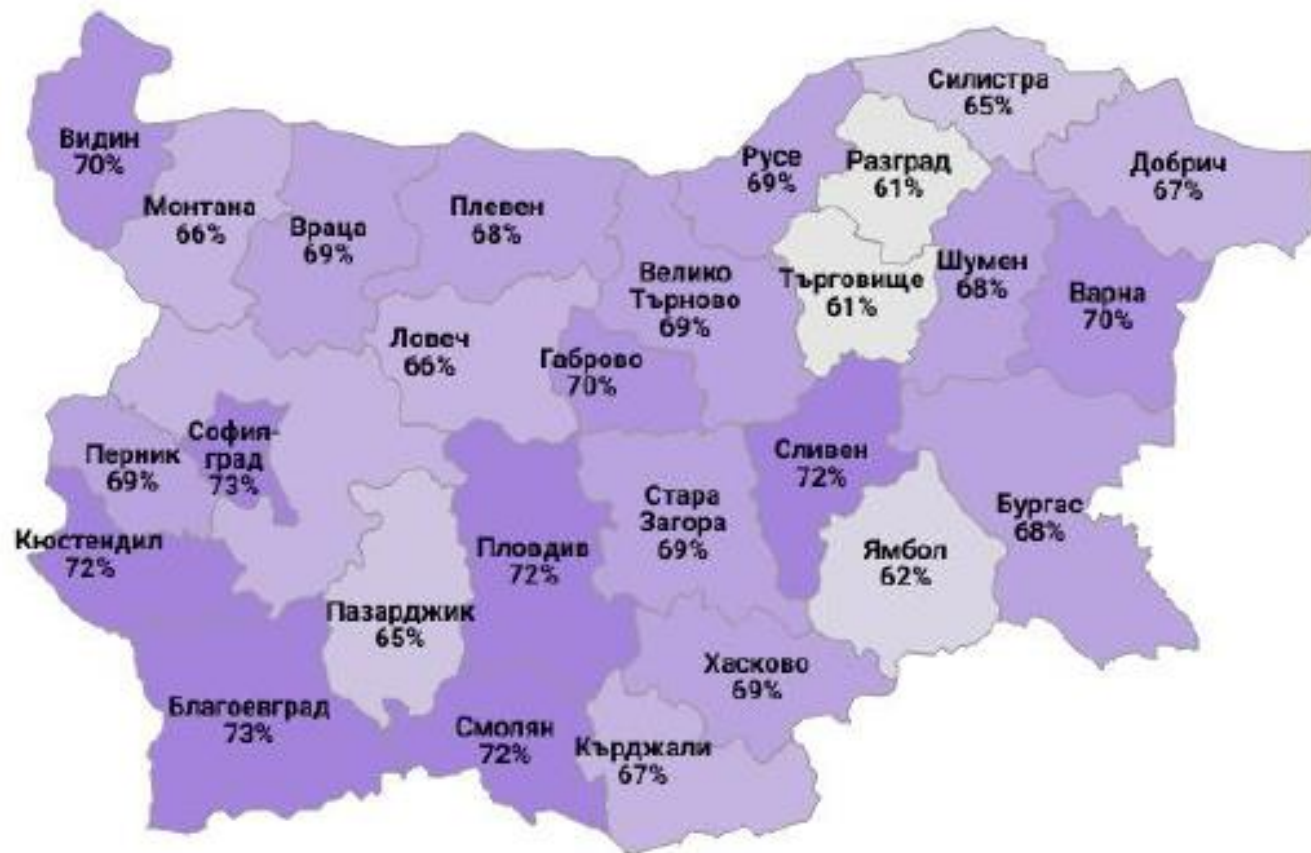 Силистра
65%
Видин
70%
Русе
69%
Разград
61%
Добрич
67%
Монтана
66%
Враца
69%
Плевен
68%
Велико
Търново
69%
Търговище
61%
Шумен
68%
Варна
70%
Ловеч
66%
Габрово
70%
Перник
69%
София-
град
73%
Сливен
72%
Стара
Загора
69%
Бургас
68%
Кюстендил
72%
Пловдив
72%
Ямбол
62%
Пазарджик
65%
Хасково
69%
Благоевград
73%
Смолян
72%
Кърджали
67%